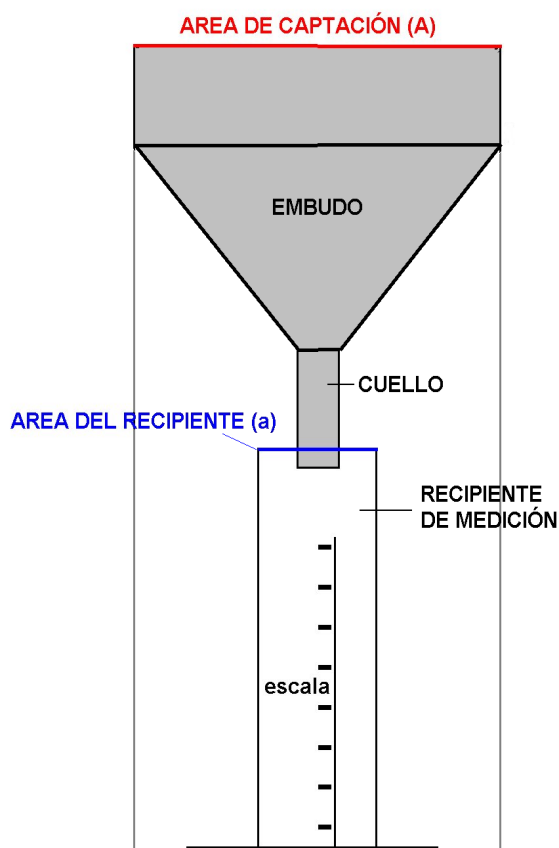 AREA DE CAPTACIÓN (A)
EMBUDO
CUELLO
AREA DEL RECIPIENTE (a)
RECIPIENTE
DE MEDICIÓN
escala